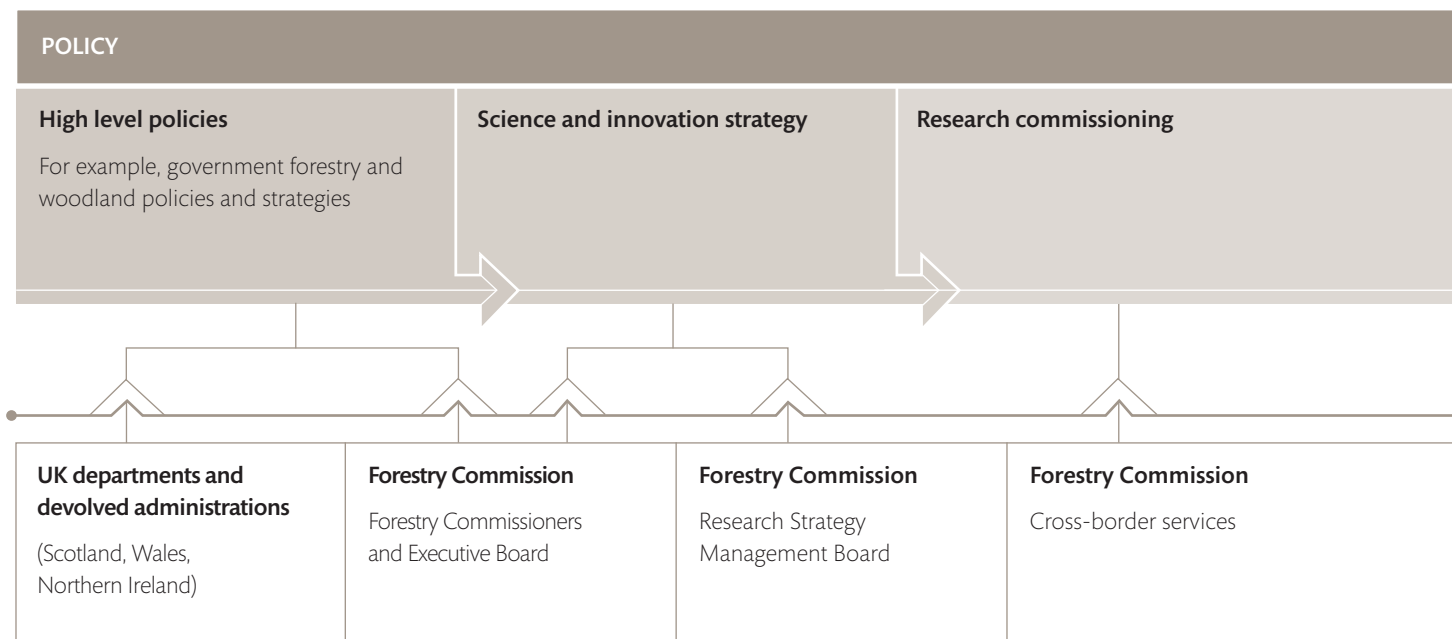 POLICY
High level policies
For example, government forestry and
woodland policies and strategies
Science and innovation strategy
Research commissioning
UK departments and
devolved administrations
(Scotland, Wales,
Northern Ireland)
Forestry Commission
Forestry Commissioners
and Executive Board
Forestry Commission
Research Strategy
Management Board
Forestry Commission
Cross-border services